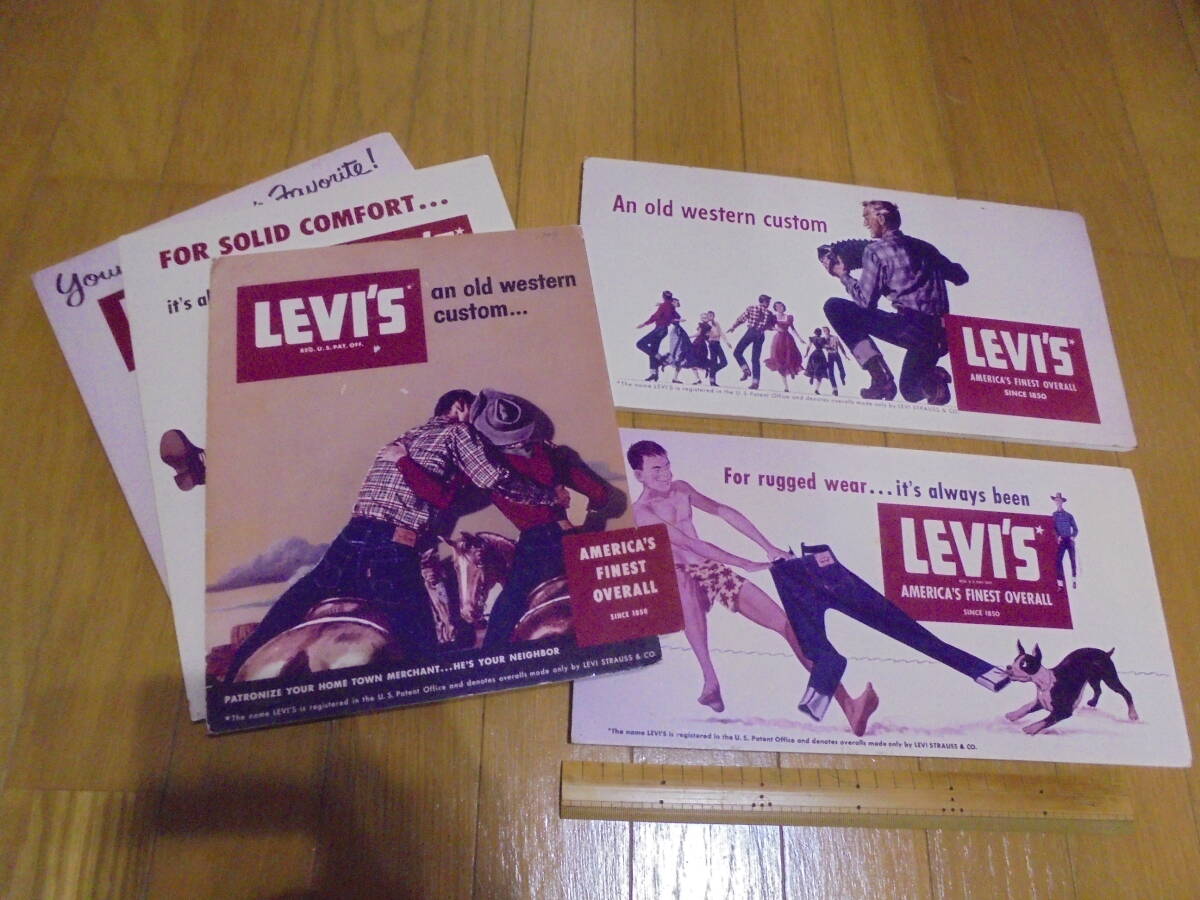 Favorite!
FOR SOLID COMFORT...
it's al
LEVI'S
REG. U.S. PAT. OFF.
an old western
custom...
AMERICA'S
FINEST
OVERALL
SINCE 1850
PATRONIZE YOUR HOME TOWN MERCHANT...HE'S YOUR NEIGHBOR
*The name LEVI'S is registered in the U. S. Patent Office and denotes overalls made only by LEVI STRAUSS & CO.
An old western custom
LEVI'S*
AMERICA'S FINEST OVERALL
SINCE 1850
*The name LEVI'S is registered in the U. S. Patent Office and denotes overalls made only by LEVI STRAUSS & CO.
For rugged wear...it's always been
LEVI'S*
REG. U.S. PAT. OFF.
AMERICA'S FINEST OVERALL
SINCE 1850
*The name LEVI'S is registered in the U. S. Patent Office and denotes overalls made only by LEVI STRAUSS & CO.